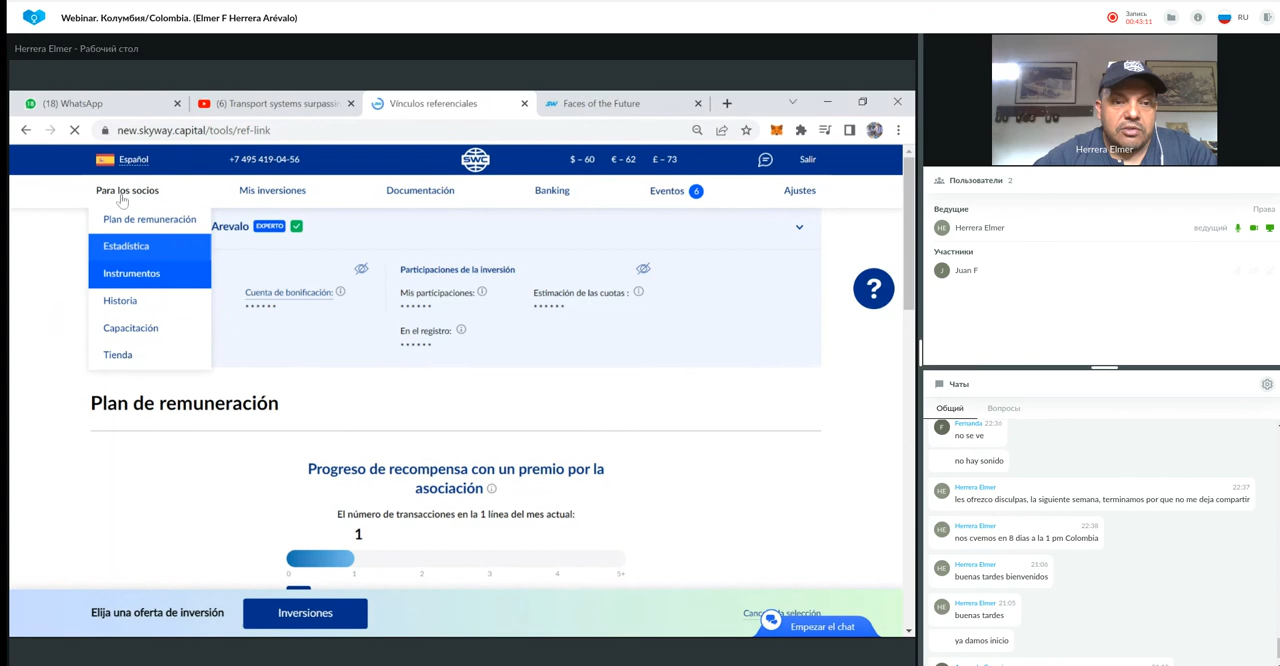 Webinar. Колумбия/Colombia. (Elmer F Herrera Arévalo)
Запись
00:43:11
RU
Herrera Elmer - Рабочий стол
(18) WhatsApp
(6) Transport systems surpassin
Vínculos referenciales
Faces of the Future
new.skyway.capital/tools/ref-link
Español
+7 495 419-04-56
SWC
$ – 60
€ – 62
£ – 73
Salir
Para los socios
Mis inversiones
Documentación
Banking
Eventos 6
Ajustes
Plan de remuneración
Estadística
Instrumentos
Historia
Capacitación
Tienda
Arevalo EXPERTO
Cuenta de bonificación:
******
Participaciones de la inversión
Mis participaciones:
******
Estimación de las cuotas :
******
En el registro:
******
?
Plan de remuneración
Progreso de recompensa con un premio por la
asociación
El número de transacciones en la 1 línea del mes actual:
1
0 1 2 3 4 5+
Elija una oferta de inversión
Inversiones
Empezar el chat
Herrera Elmer
Пользователи 2
Ведущие
Права
HE
Herrera Elmer
ведущий
Участники
J
Juan F
Чаты
Общий
Вопросы
F
Fernanda 22:36
no se ve
no hay sonido
HE
Herrera Elmer 22:37
les ofrezco disculpas, la siguiente semana, terminamos por que no me deja compartir
HE
Herrera Elmer 22:38
nos cvemos en 8 dias a la 1 pm Colombia
HE
Herrera Elmer 21:06
buenas tardes bienvenidos
HE
Herrera Elmer 21:05
buenas tardes
ya damos inicio